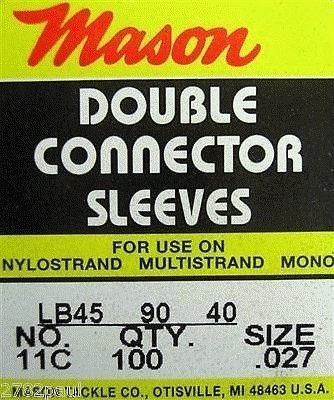 Mason
DOUBLE
CONNECTOR
SLEEVES
FOR USE ON
NYLOSTRAND MULTISTRAND MONO
LB45 90 40
NO. QTY. SIZE
11C 100 .027
CO., OTISVILLE, MI 48463 U.S.A.
2782paul